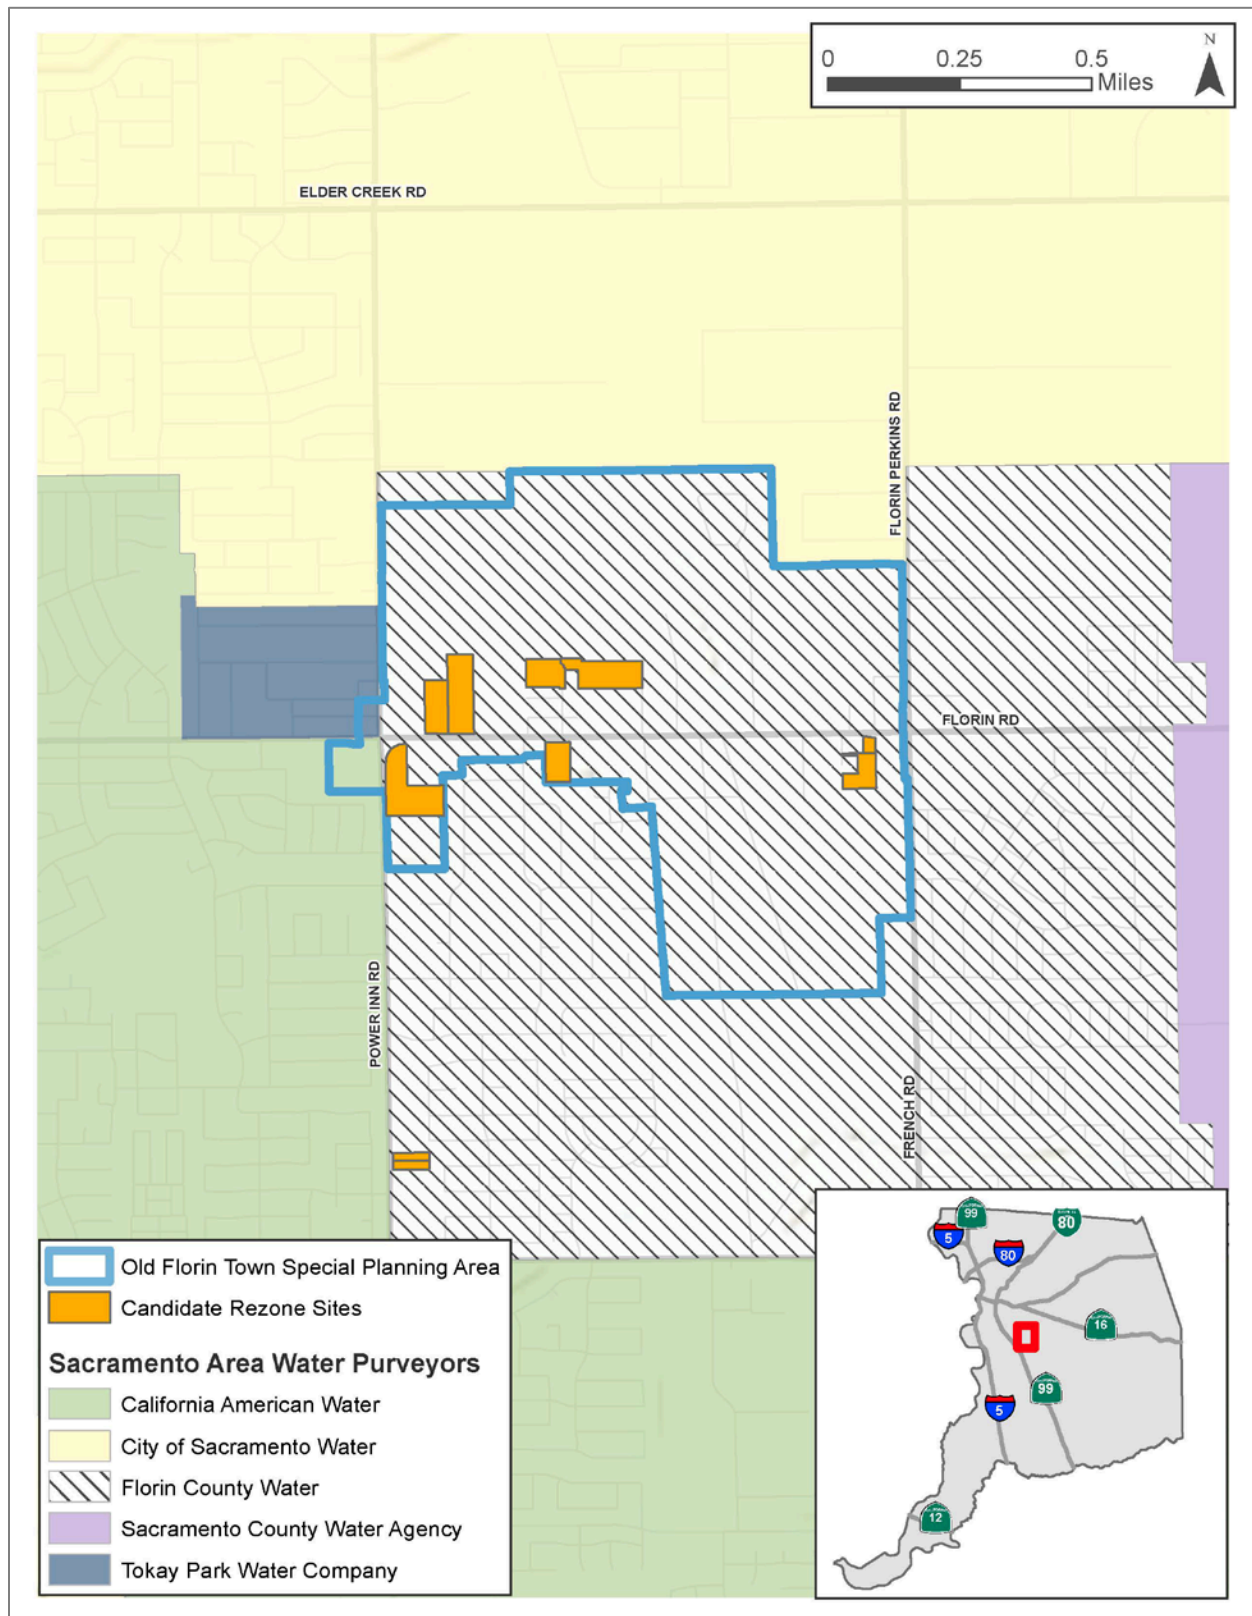 0 0.25 0.5
Miles
N
ELDER CREEK RD
FLORIN PERKINS RD
FLORIN RD
POWER INN RD
FRENCH RD
Old Florin Town Special Planning Area
Candidate Rezone Sites
Sacramento Area Water Purveyors
California American Water
City of Sacramento Water
Florin County Water
Sacramento County Water Agency
Tokay Park Water Company
99
80
5
80
16
99
5
12